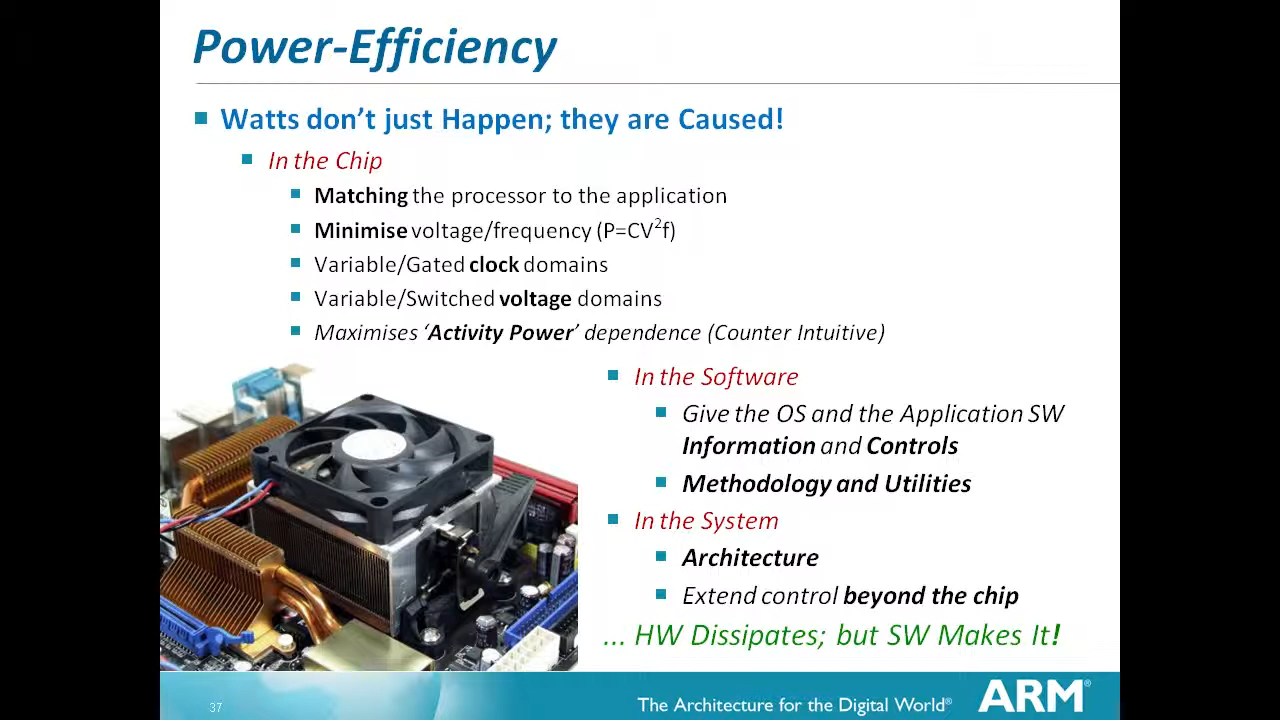 Power-Efficiency
Watts don't just Happen; they are Caused!
In the Chip
Matching the processor to the application
Minimise voltage/frequency (P=CV²f)
Variable/Gated clock domains
Variable/Switched voltage domains
Maximises ‘Activity Power’ dependence (Counter Intuitive)
In the Software
Give the OS and the Application SW
Information and Controls
Methodology and Utilities
In the System
Architecture
Extend control beyond the chip
... HW Dissipates; but SW Makes It!
37
The Architecture for the Digital World®
ARM®